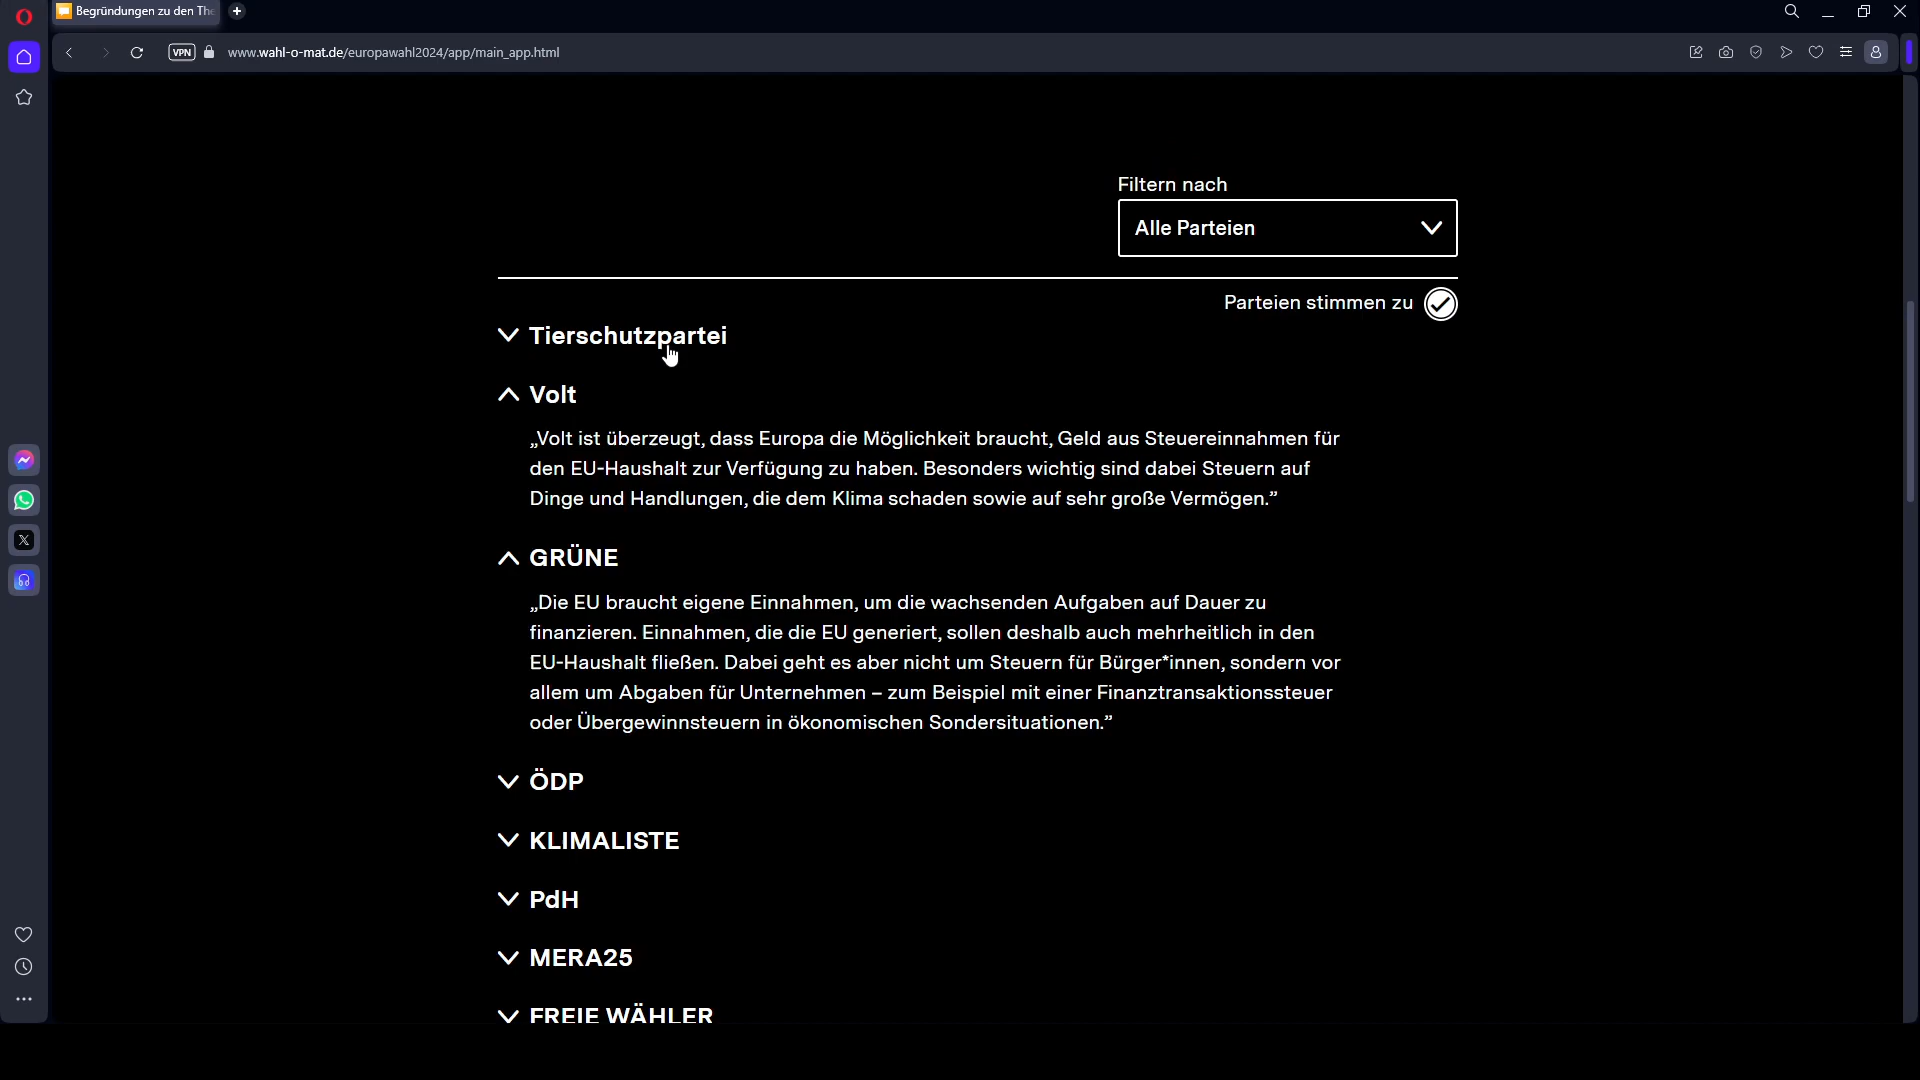 Begründungen zu den The
VPN
www.wahl-o-mat.de/europawahl2024/app/main_app.html
Filtern nach
Alle Parteien
Parteien stimmen zu
Tierschutzpartei
Volt
„Volt ist überzeugt, dass Europa die Möglichkeit braucht, Geld aus Steuereinnahmen für
den EU-Haushalt zur Verfügung zu haben. Besonders wichtig sind dabei Steuern auf
Dinge und Handlungen, die dem Klima schaden sowie auf sehr große Vermögen.”
GRÜNE
„Die EU braucht eigene Einnahmen, um die wachsenden Aufgaben auf Dauer zu
finanzieren. Einnahmen, die die EU generiert, sollen deshalb auch mehrheitlich in den
EU-Haushalt fließen. Dabei geht es aber nicht um Steuern für Bürger*innen, sondern vor
allem um Abgaben für Unternehmen – zum Beispiel mit einer Finanztransaktionssteuer
oder Übergewinnsteuern in ökonomischen Sondersituationen.”
ÖDP
KLIMALISTE
PdH
MERA25
FREIE WÄHLER